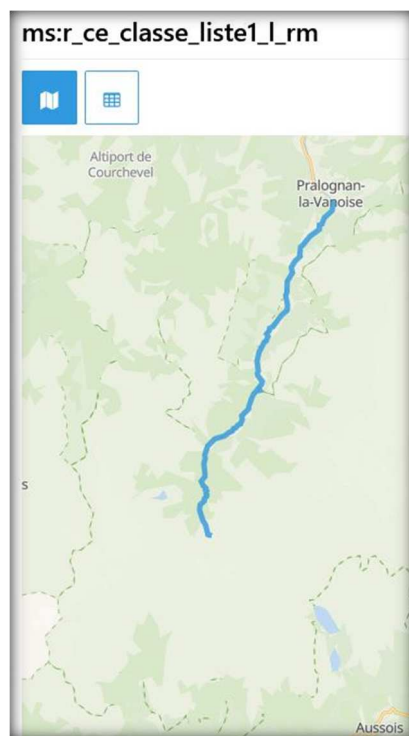 ms:r_ce_classe_liste1_l_rm
Altiport de
Courchevel
Pralognan-
la-Vanoise
s
Aussois